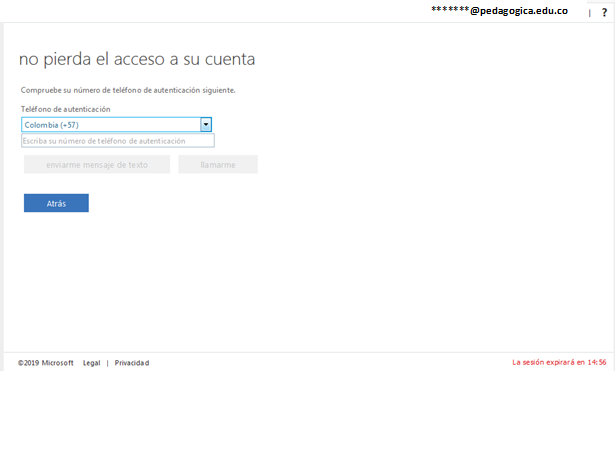 *******@pedagogica.edu.co | ?
no pierda el acceso a su cuenta
Compruebe su número de teléfono de autenticación siguiente.
Teléfono de autenticación
Colombia (+57)
Escriba su número de teléfono de autenticación
enviarme mensaje de texto llamarme
Atrás
©2019 Microsoft Legal | Privacidad La sesión expirará en 14:56